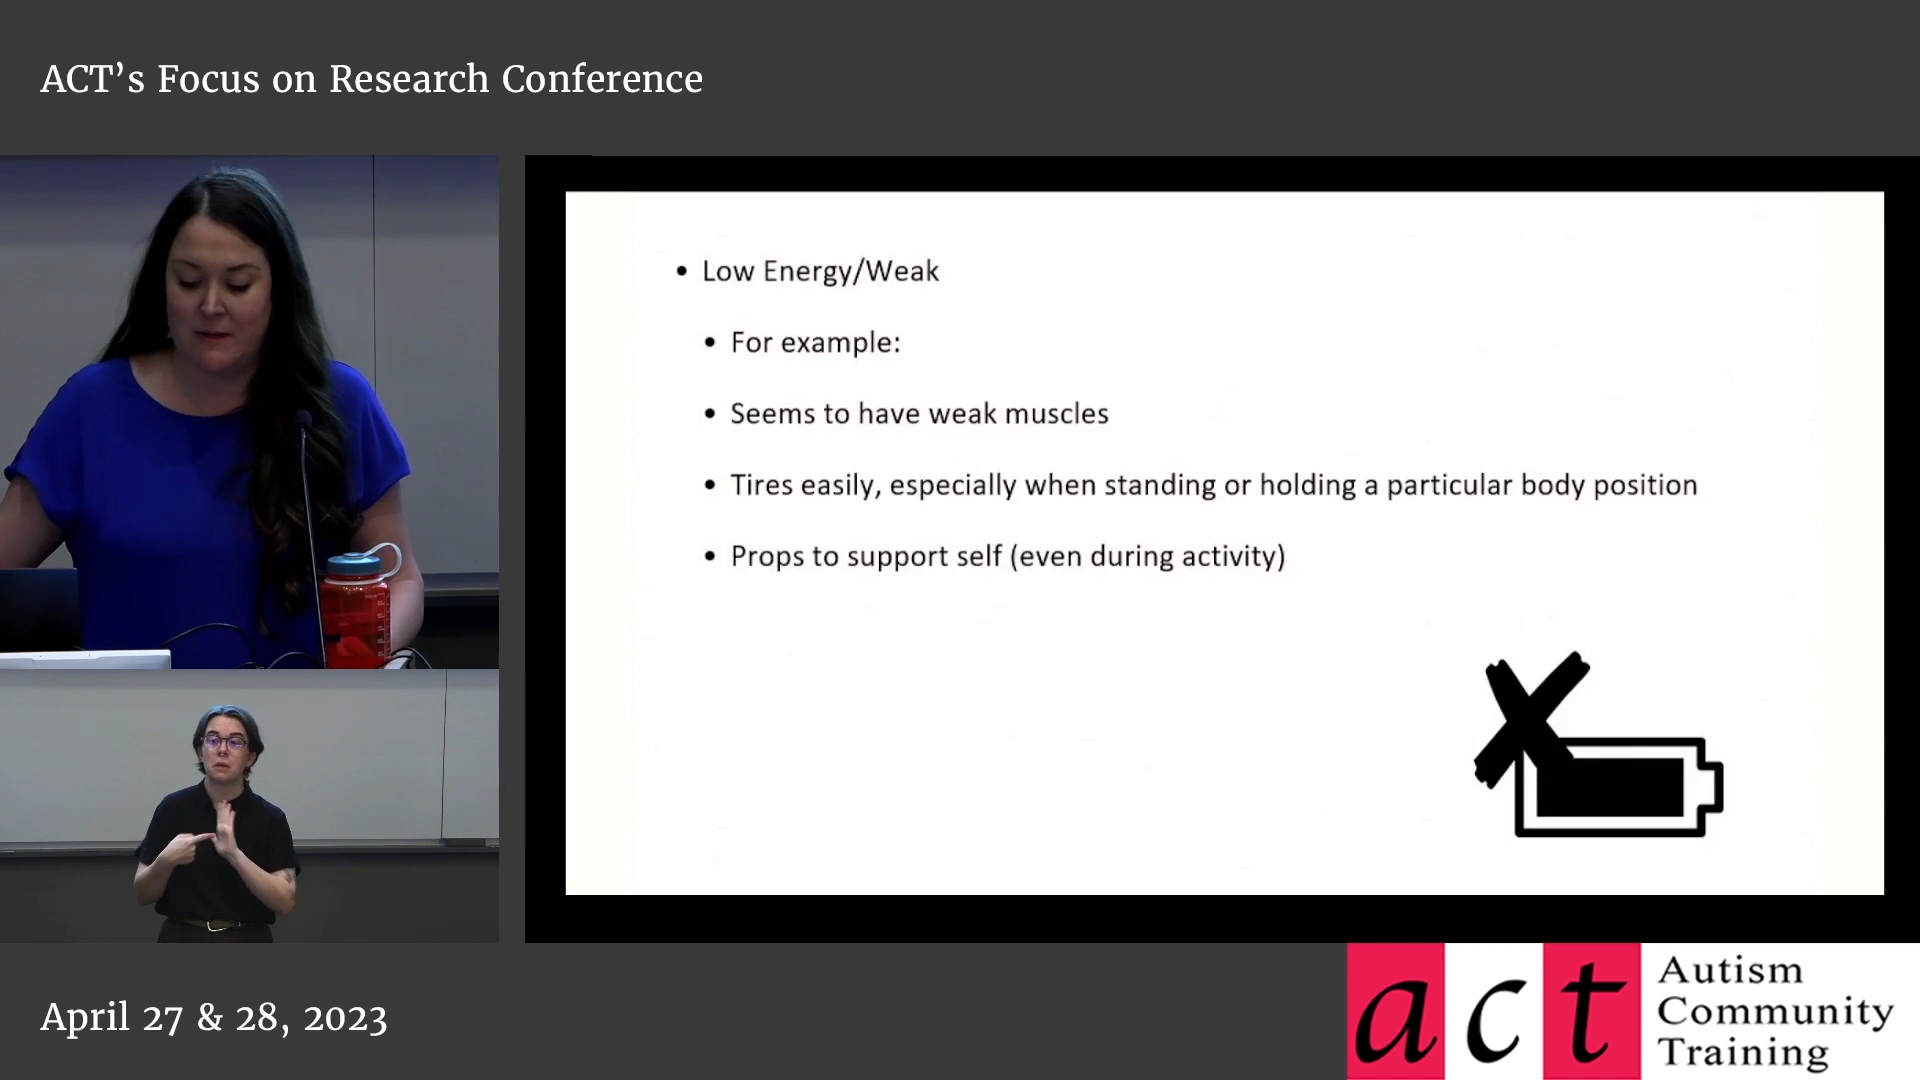 ACT’s Focus on Research Conference
• Low Energy/Weak
• For example:
• Seems to have weak muscles
• Tires easily, especially when standing or holding a particular body position
• Props to support self (even during activity)
April 27 & 28, 2023
act
Autism
Community
Training